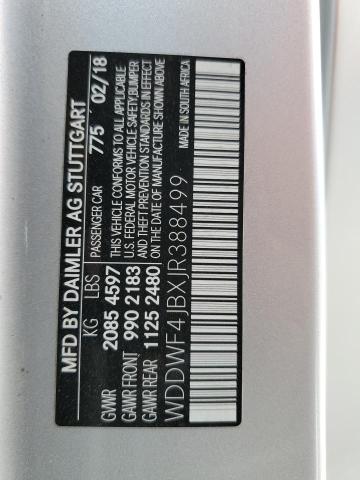 MFD BY DAIMLER AG STUTTGART
KG LBS PASSENGER CAR 775 02/18
GVWR 2085 4597 THIS VEHICLE CONFORMS TO ALL APPLICABLE
U.S. FEDERAL MOTOR VEHICLE SAFETY, BUMPER
GAWR FRONT 990 2183 AND THEFT PREVENTION STANDARDS IN EFFECT
GAWR REAR 1125 2480 ON THE DATE OF MANUFACTURE SHOWN ABOVE
WDDWF4JBXJR388499 MADE IN SOUTH AFRICA